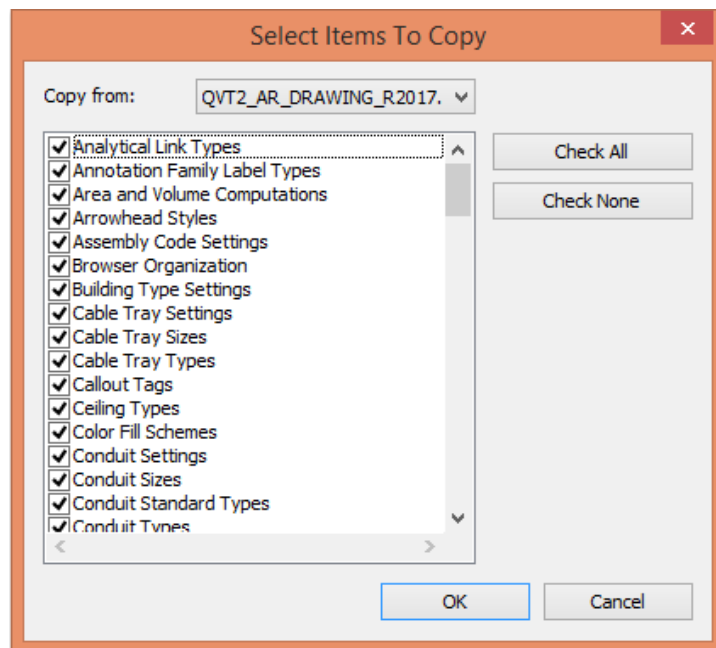 Select Items To Copy
Copy from: QVT2_AR_DRAWING_R2017.
Analytical Link Types
Annotation Family Label Types
Area and Volume Computations
Arrowhead Styles
Assembly Code Settings
Browser Organization
Building Type Settings
Cable Tray Settings
Cable Tray Sizes
Cable Tray Types
Callout Tags
Ceiling Types
Color Fill Schemes
Conduit Settings
Conduit Sizes
Conduit Standard Types
Conduit Types
Check All
Check None
OK Cancel